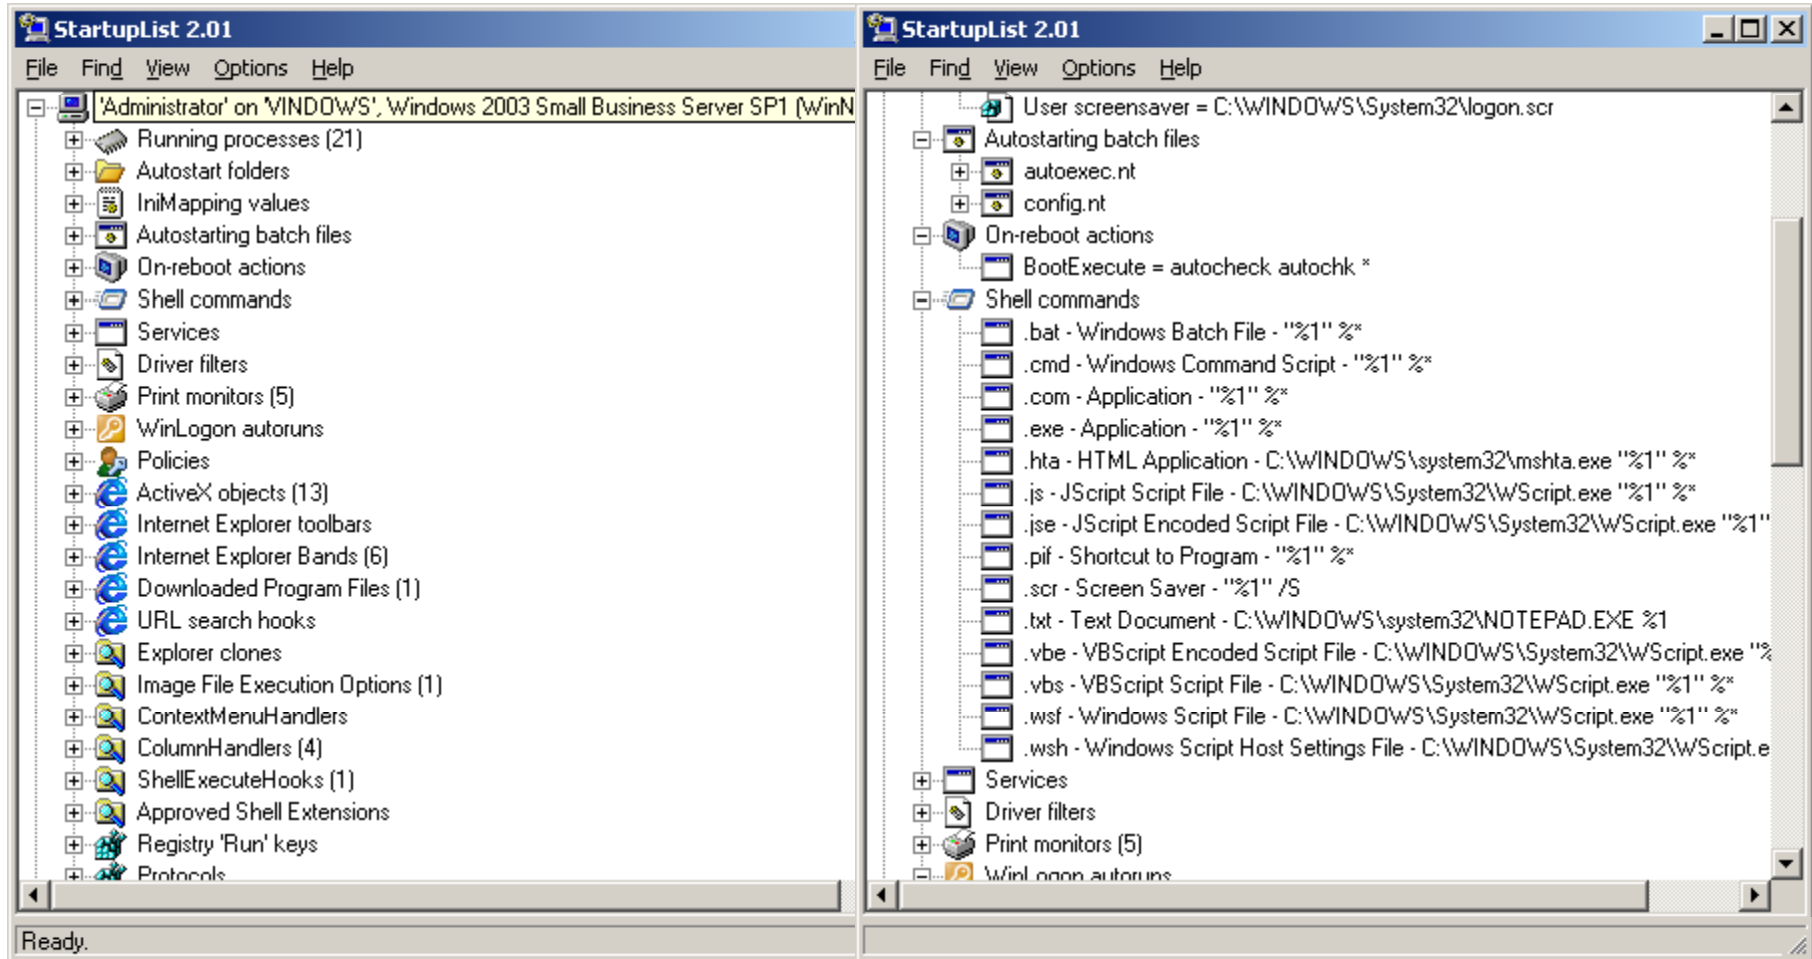 StartupList 2.01
File Find View Options Help
'Administrator' on 'VINDOWS', Windows 2003 Small Business Server SP1 (WinN
Running processes (21)
Autostart folders
IniMapping values
Autostarting batch files
On-reboot actions
Shell commands
Services
Driver filters
Print monitors (5)
WinLogon autoruns
Policies
ActiveX objects (13)
Internet Explorer toolbars
Internet Explorer Bands (6)
Downloaded Program Files (1)
URL search hooks
Explorer clones
Image File Execution Options (1)
ContextMenuHandlers
ColumnHandlers (4)
ShellExecuteHooks (1)
Approved Shell Extensions
Registry 'Run' keys
Protocols
Ready.
StartupList 2.01
File Find View Options Help
User screensaver = C:\WINDOWS\System32\logon.scr
Autostarting batch files
autoexec.nt
config.nt
On-reboot actions
BootExecute = autocheck autochk *
Shell commands
.bat - Windows Batch File - "%1" %*
.cmd - Windows Command Script - "%1" %*
.com - Application - "%1" %*
.exe - Application - "%1" %*
.hta - HTML Application - C:\WINDOWS\system32\mshta.exe "%1" %*
.js - JScript Script File - C:\WINDOWS\System32\WScript.exe "%1" %*
.jse - JScript Encoded Script File - C:\WINDOWS\System32\WScript.exe "%1"
.pif - Shortcut to Program - "%1" %*
.scr - Screen Saver - "%1" /S
.txt - Text Document - C:\WINDOWS\system32\NOTEPAD.EXE %1
.vbe - VBScript Encoded Script File - C:\WINDOWS\System32\WScript.exe "%
.vbs - VBScript Script File - C:\WINDOWS\System32\WScript.exe "%1" %*
.wsf - Windows Script File - C:\WINDOWS\System32\WScript.exe "%1" %*
.wsh - Windows Script Host Settings File - C:\WINDOWS\System32\WScript.e
Services
Driver filters
Print monitors (5)
WinLogon autoruns